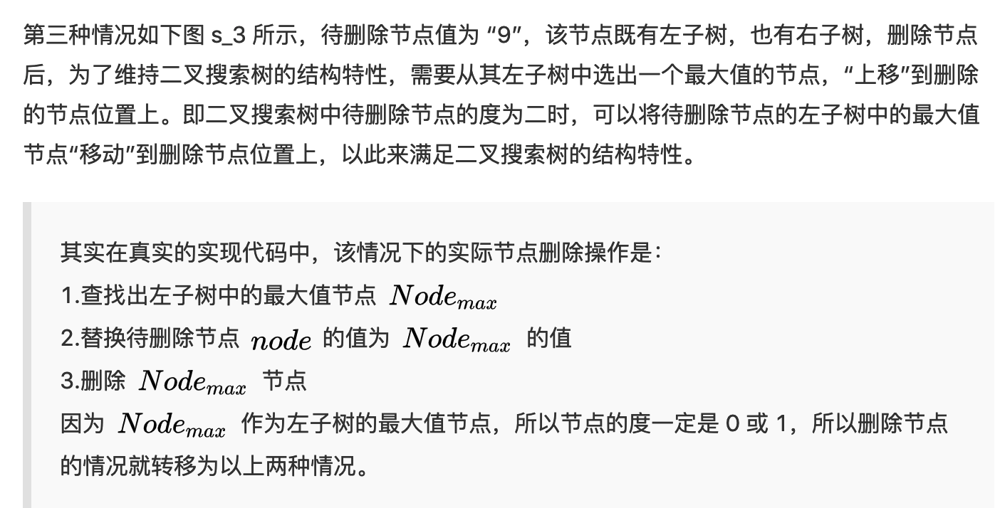 第三种情况如下图 s_3 所示，待删除节点值为 “9”，该节点既有左子树，也有右子树，删除节点
后，为了维持二叉搜索树的结构特性，需要从其左子树中选出一个最大值的节点，“上移”到删除
的节点位置上。即二叉搜索树中待删除节点的度为二时，可以将待删除节点的左子树中的最大值
节点“移动”到删除节点位置上，以此来满足二叉搜索树的结构特性。
其实在真实的实现代码中，该情况下的实际节点删除操作是：
1.查找出左子树中的最大值节点 Node_max
2.替换待删除节点 node 的值为 Node_max 的值
3.删除 Node_max 节点
因为 Node_max 作为左子树的最大值节点，所以节点的度一定是 0 或 1，所以删除节点
的情况就转移为以上两种情况。